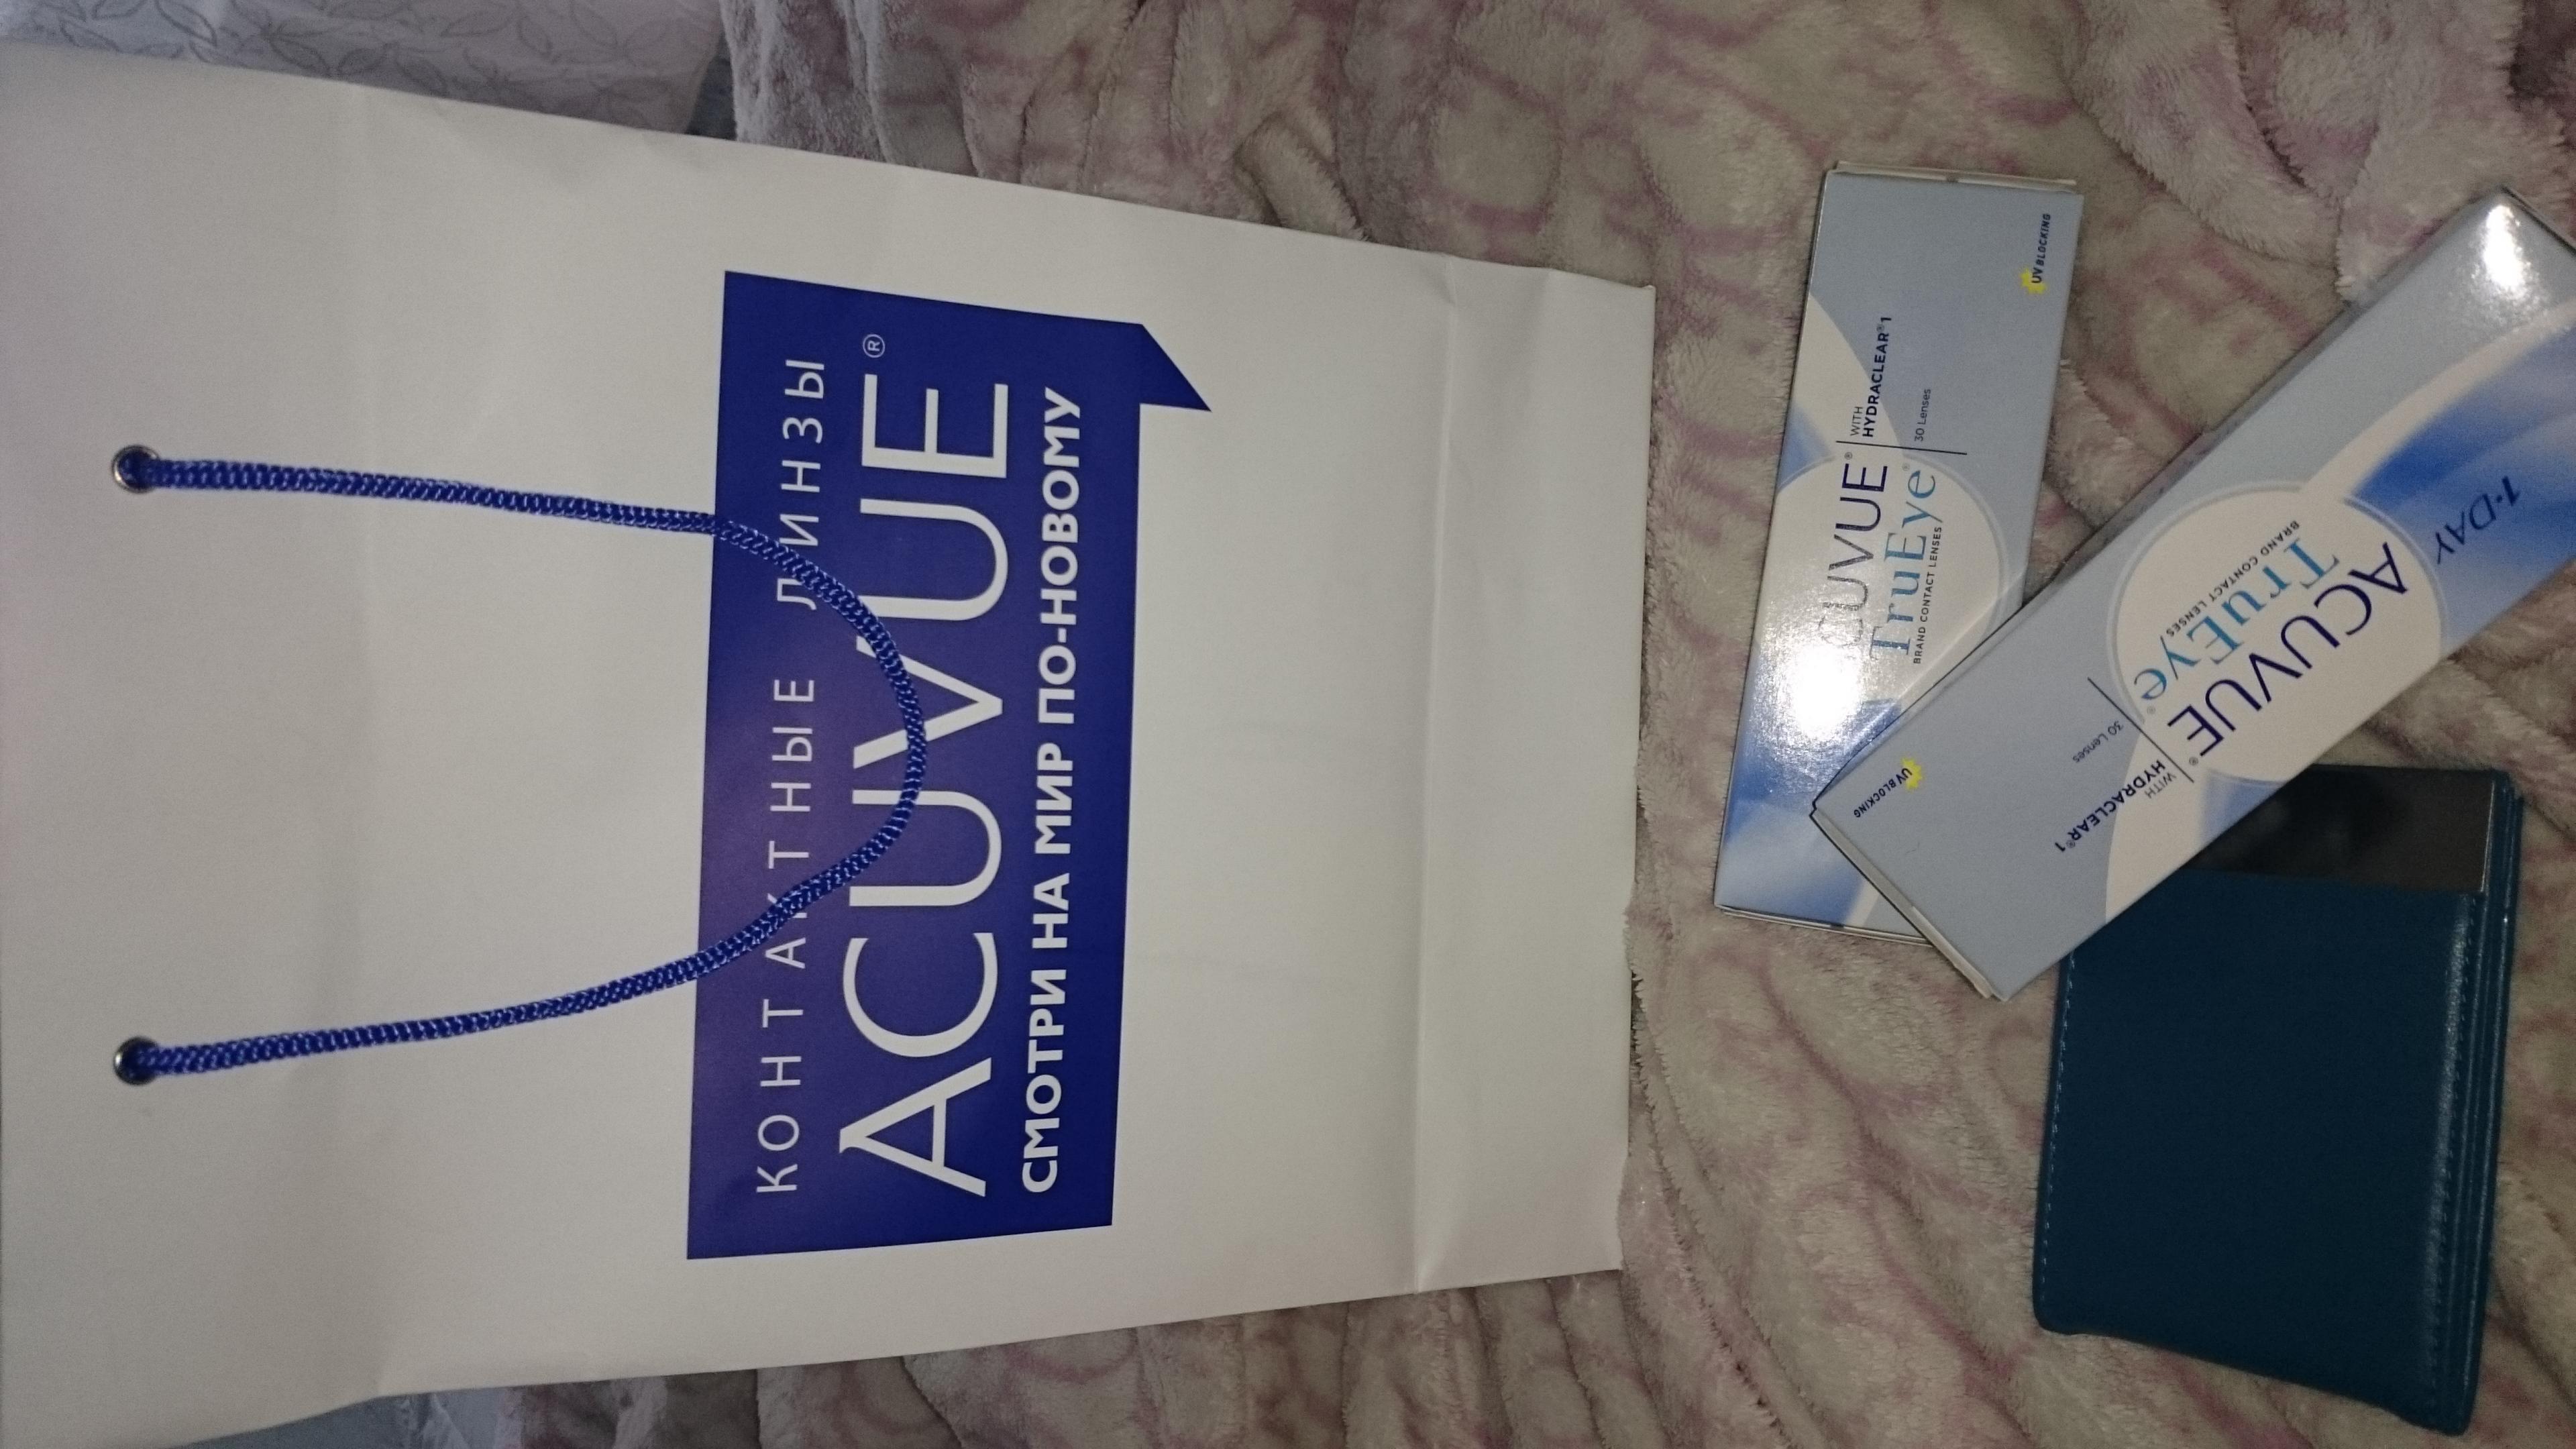 КОНТАКТНЫЕ ЛИНЗЫ
ACUVUE®
СМОТРИ НА МИР ПО-НОВОМУ
ACUVUE®
TruEye®
BRAND CONTACT LENSES
WITH
HYDRACLEAR®1
30 Lenses
UV BLOCKING
1-DAY
ACUVUE®
TruEye®
BRAND CONTACT LENSES
WITH
HYDRACLEAR®1
30 Lenses
UV BLOCKING